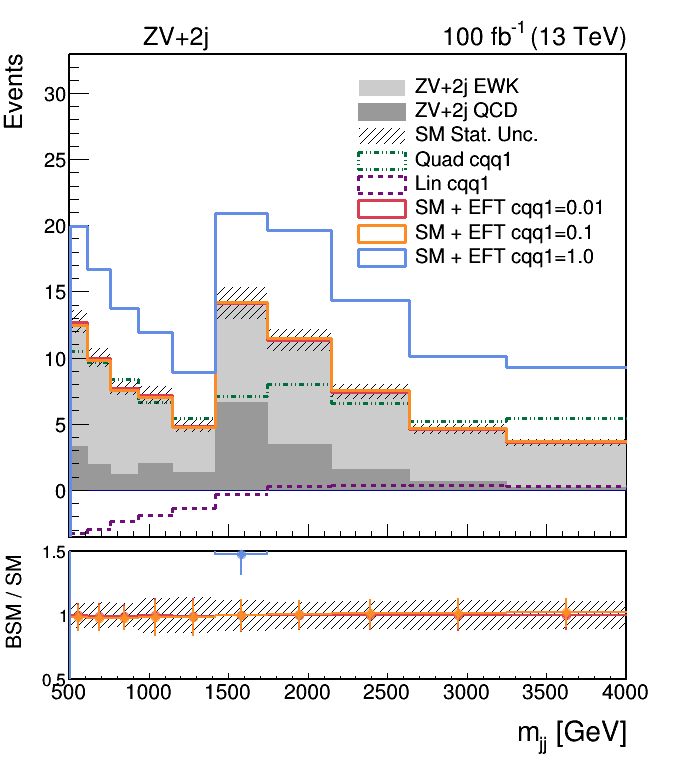 ZV+2j
100 fb-1 (13 TeV)
Events
30
25
20
15
10
5
0
ZV+2j EWK
ZV+2j QCD
SM Stat. Unc.
Quad cqq1
Lin cqq1
SM + EFT cqq1=0.01
SM + EFT cqq1=0.1
SM + EFT cqq1=1.0
BSM / SM
1.5
1
0.5
500 1000 1500 2000 2500 3000 3500 4000
mjj [GeV]